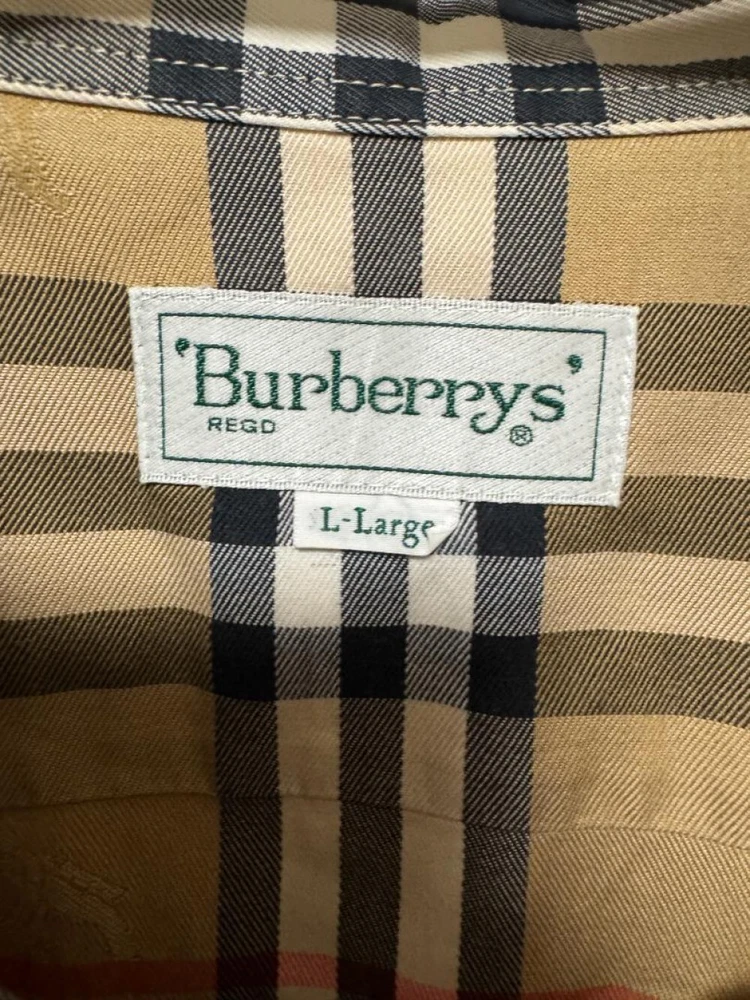 ‘Burberrys’
REGD ®
L-Large